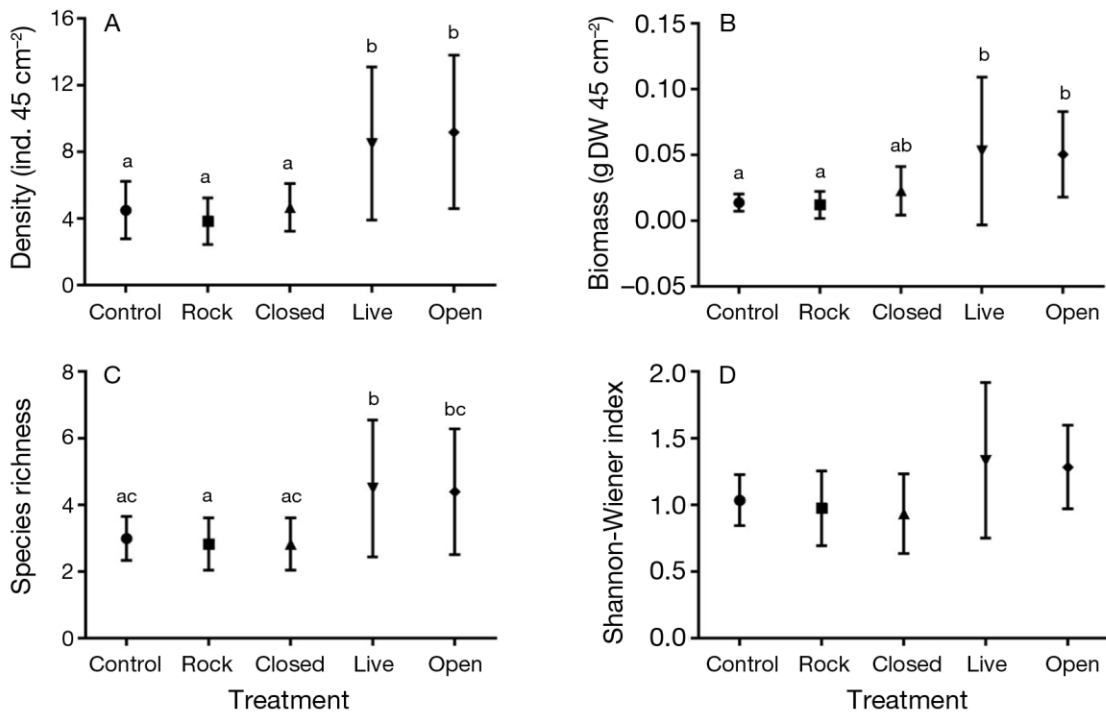 A
Density (ind. 45 cm⁻²)
16
12
8
4
0
a
a
a
b
b
Control Rock Closed Live Open
B
Biomass (gDW 45 cm⁻²)
0.15
0.10
0.05
0.00
−0.05
a
a
ab
b
b
Control Rock Closed Live Open
C
Species richness
8
6
4
2
0
ac
a
ac
b
bc
Control Rock Closed Live Open
Treatment
D
Shannon-Wiener index
2.0
1.5
1.0
0.5
0.0
Control Rock Closed Live Open
Treatment